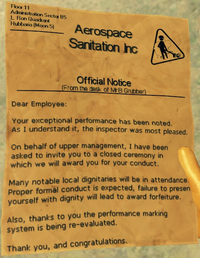 Floor 11
Administration Sector B5
L. Ron Quadrant
Hubbaria (Moon 5)
Aerospace
Sanitation.Inc
Official Notice
(From the desk of Mr B Grubber)
Dear Employee:
Your exceptional performance has been noted.
As I understand it, the inspector was most pleased.
On behalf of upper management, I have been
asked to invite you to a closed ceremony in
which we will award you for your conduct.
Many notable local dignitaries will be in attendance
Proper formal conduct is expected, failure to presen
yourself with dignity will lead to award forfeiture.
Also, thanks to you the performance marking
system is being re-evaluated.
Thank you, and congratulations.